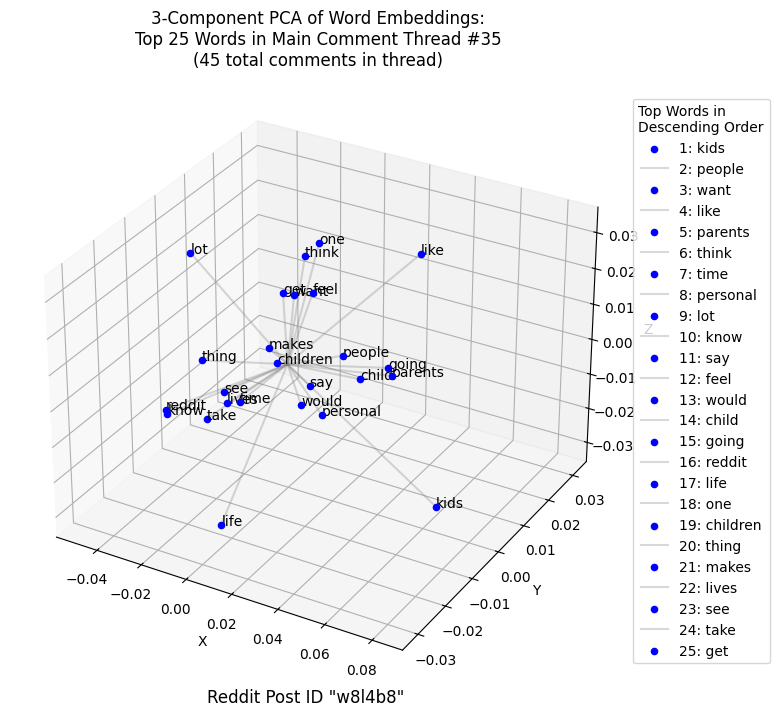 3-Component PCA of Word Embeddings:
Top 25 Words in Main Comment Thread #35
(45 total comments in thread)
Top Words in
Descending Order
1: kids
2: people
3: want
4: like
5: parents
6: think
7: time
8: personal
9: lot
10: know
11: say
12: feel
13: would
14: child
15: going
16: reddit
17: life
18: one
19: children
20: thing
21: makes
22: lives
23: see
24: take
25: get
lot
one
think
like
get
want
feel
makes
children
people
thing
going
child
parents
see
say
lives
time
reddit
know
take
would
personal
life
kids
0.03
0.02
0.01
0.00
−0.01
−0.02
−0.03
Z
0.03
0.02
0.01
0.00
−0.01
−0.02
−0.03
Y
−0.04
−0.02
0.00
0.02
0.04
0.06
0.08
X
Reddit Post ID "w8l4b8"